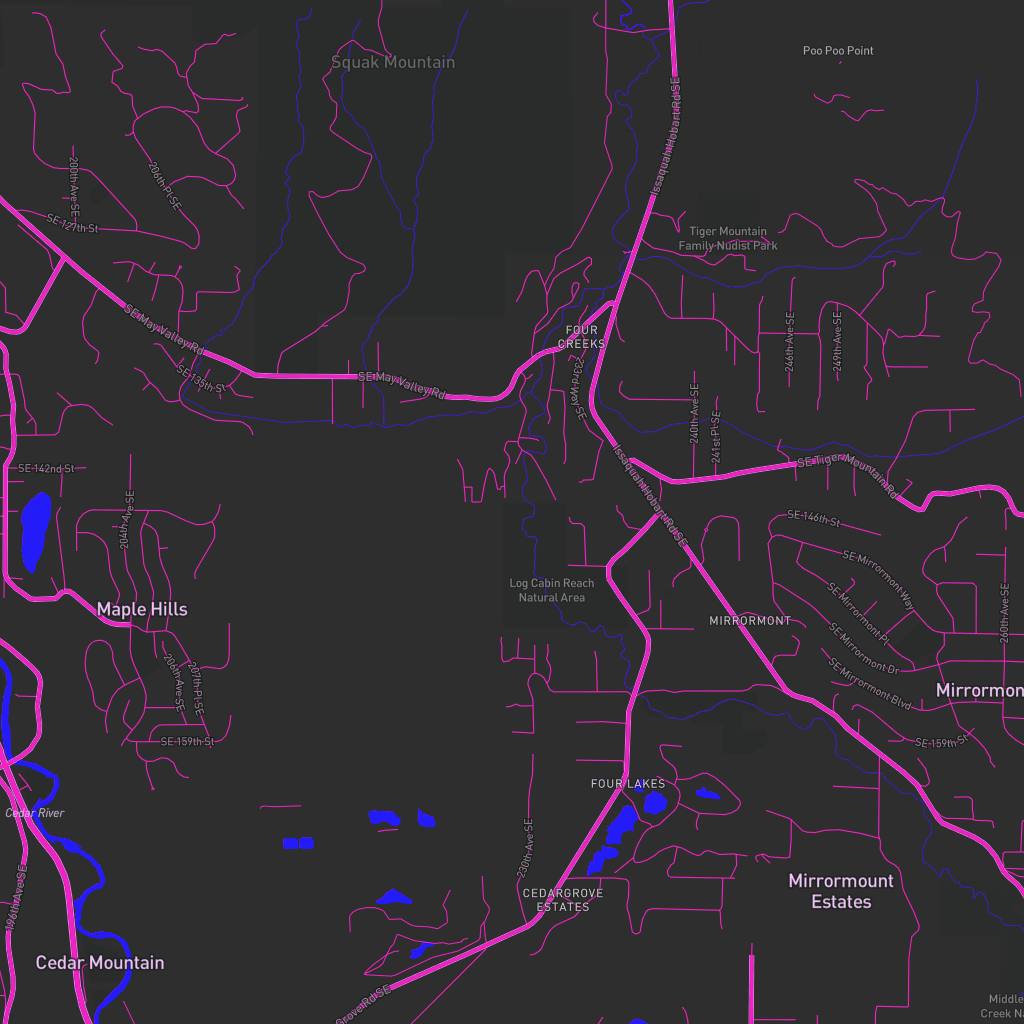 Poo Poo Point
Squak Mountain
Issaquah Hobart Rd SE
200th Ave SE
206th Pl SE
SE 127th St
Tiger Mountain
Family Nudist Park
SE May Valley Rd
FOUR
CREEKS
246th Ave SE
249th Ave SE
SE 135th St
SE May Valley Rd
233rd Way SE
240th Ave SE
241st Pl SE
SE 142nd St
SE Tiger Mountain Rd
Issaquah Hobart Rd SE
204th Ave SE
SE 146th St
SE Mirrormont Way
Log Cabin Reach
Natural Area
Maple Hills
SE Mirrormont Pl
260th Ave SE
MIRRORMONT
SE Mirrormont Dr
206th Ave SE
207th Pl SE
SE Mirrormont Blvd
Mirrormon
SE 159th St
SE 159th St
FOUR LAKES
Cedar River
230th Ave SE
196th Ave SE
CEDARGROVE
ESTATES
Mirrormount
Estates
Cedar Mountain
Grove Rd SE
Middle
Creek Na